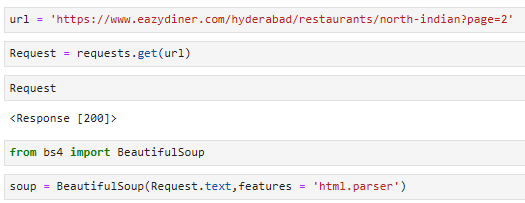 url = 'https://www.eazydiner.com/hyderabad/restaurants/north-indian?page=2'
Request = requests.get(url)
Request
<Response [200]>
from bs4 import BeautifulSoup
soup = BeautifulSoup(Request.text,features = 'html.parser')